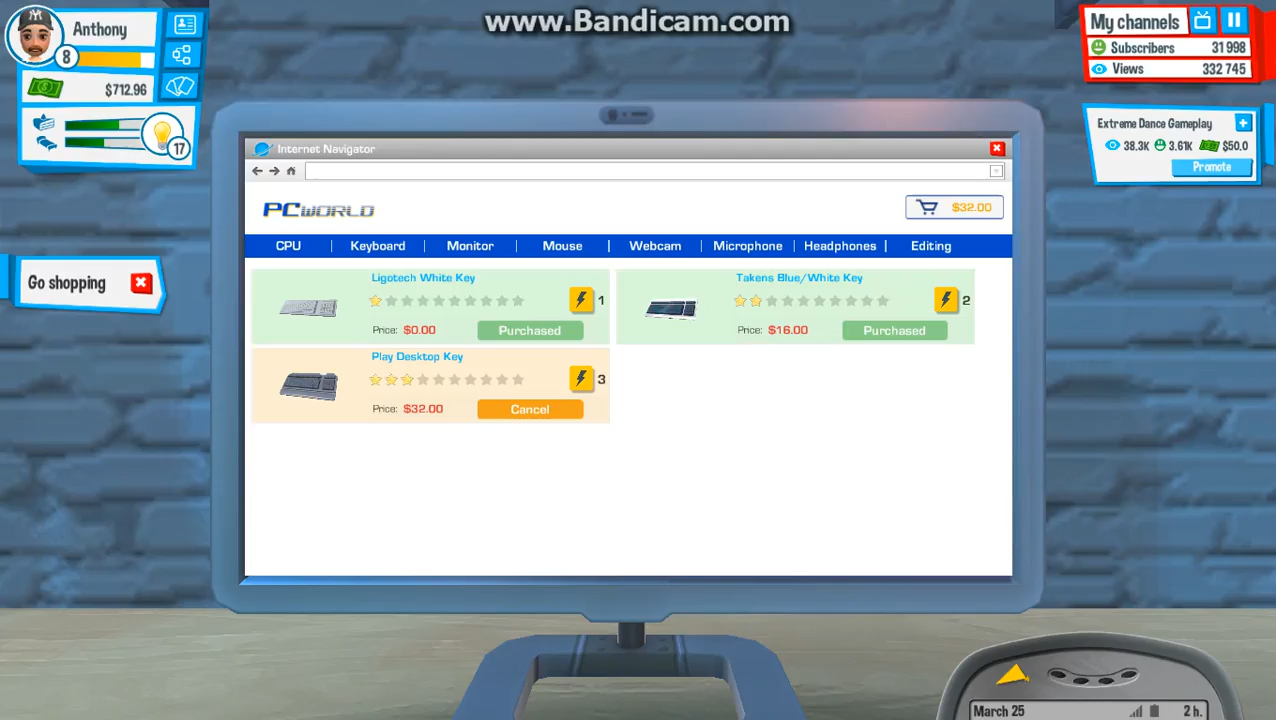 www.Bandicam.com
Anthony
8
$712.96
17
My channels
Subscribers 31 998
Views 332 745
Extreme Dance Gameplay
38.3K 3.61K $50.0
Promote
Go shopping
Internet Navigator
PCWORLD
$32.00
CPU Keyboard Monitor Mouse Webcam Microphone Headphones Editing
Ligotech White Key
1
Price: $0.00 Purchased
Takens Blue/White Key
2
Price: $16.00 Purchased
Play Desktop Key
3
Price: $32.00 Cancel
March 25 2 h.